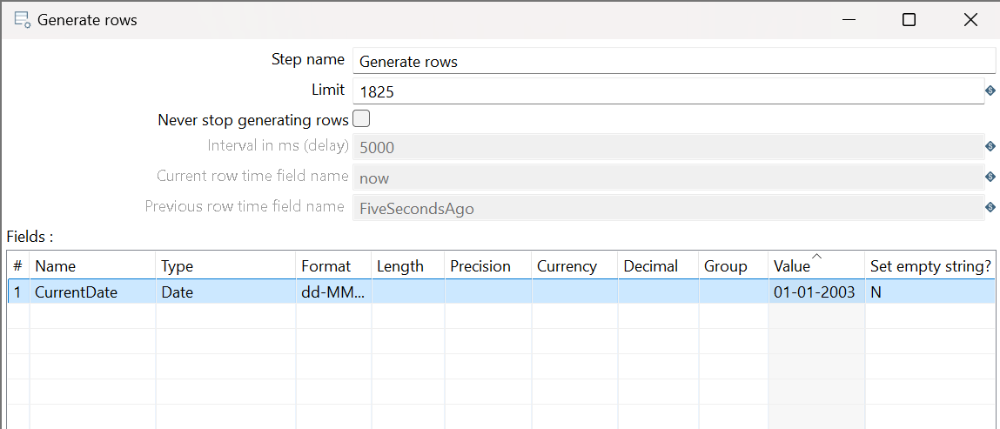 Generate rows
Step name Generate rows
Limit 1825
Never stop generating rows
Interval in ms (delay) 5000
Current row time field name now
Previous row time field name FiveSecondsAgo
Fields :
# Name Type Format Length Precision Currency Decimal Group Value Set empty string?
1 CurrentDate Date dd-MM... 01-01-2003 N